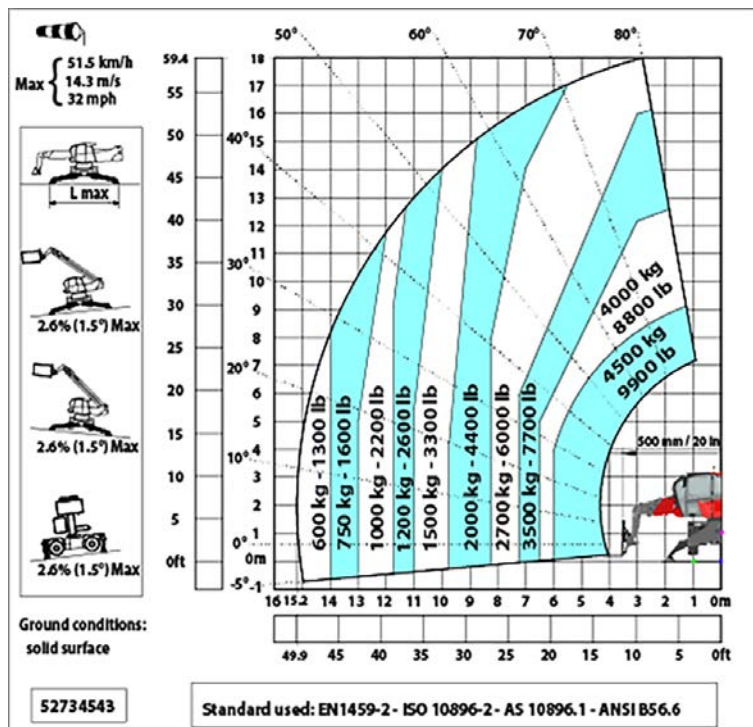 51.5 km/h
Max 14.3 m/s
32 mph
L max
2.6% (1.5°) Max
2.6% (1.5°) Max
2.6% (1.5°) Max
Ground conditions:
solid surface
52734543
59.4
55
50
45
40
35
30
25
20
15
10
5
0ft
18
17
16
15
14
13
12
11
10
9
8
7
6
5
4
3
2
1
0m
-1
50°
60°
70°
80°
40°
30°
20°
10°
0°
-5°
600 kg - 1300 lb
750 kg - 1600 lb
1000 kg - 2200 lb
1200 kg - 2600 lb
1500 kg - 3300 lb
2000 kg - 4400 lb
2700 kg - 6000 lb
3500 kg - 7700 lb
4000 kg
8800 lb
4500 kg
9900 lb
500 mm / 20 in
16 15.2 14 13 12 11 10 9 8 7 6 5 4 3 2 1 0m
49.9 45 40 35 30 25 20 15 10 5 0ft
Standard used: EN1459-2 - ISO 10896-2 - AS 10896.1 - ANSI B56.6